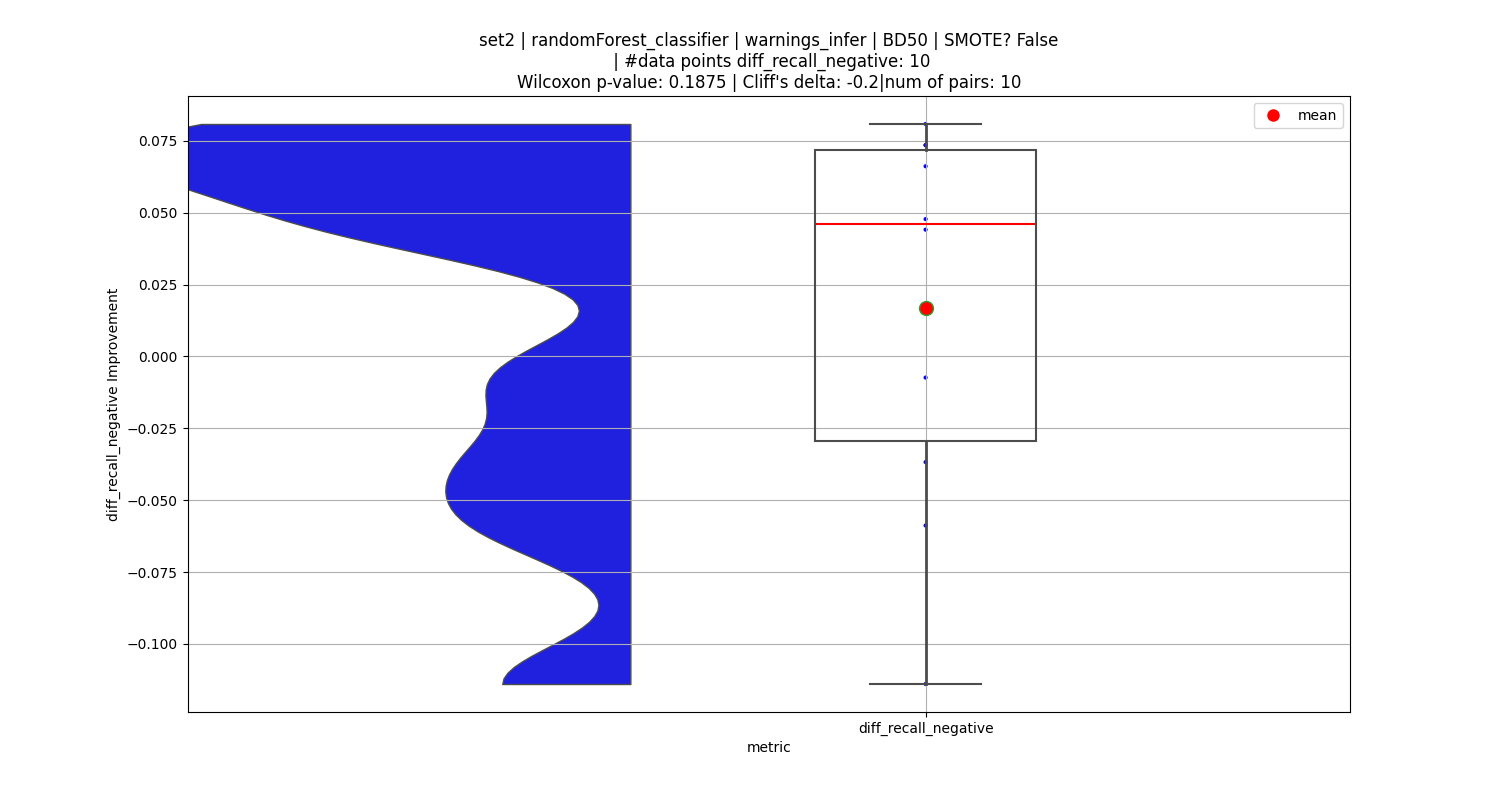 set2 | randomForest_classifier | warnings_infer | BD50 | SMOTE? False
| #data points diff_recall_negative: 10
Wilcoxon p-value: 0.1875 | Cliff's delta: -0.2|num of pairs: 10
mean
0.075
0.050
0.025
0.000
−0.025
−0.050
−0.075
−0.100
diff_recall_negative Improvement
diff_recall_negative
metric